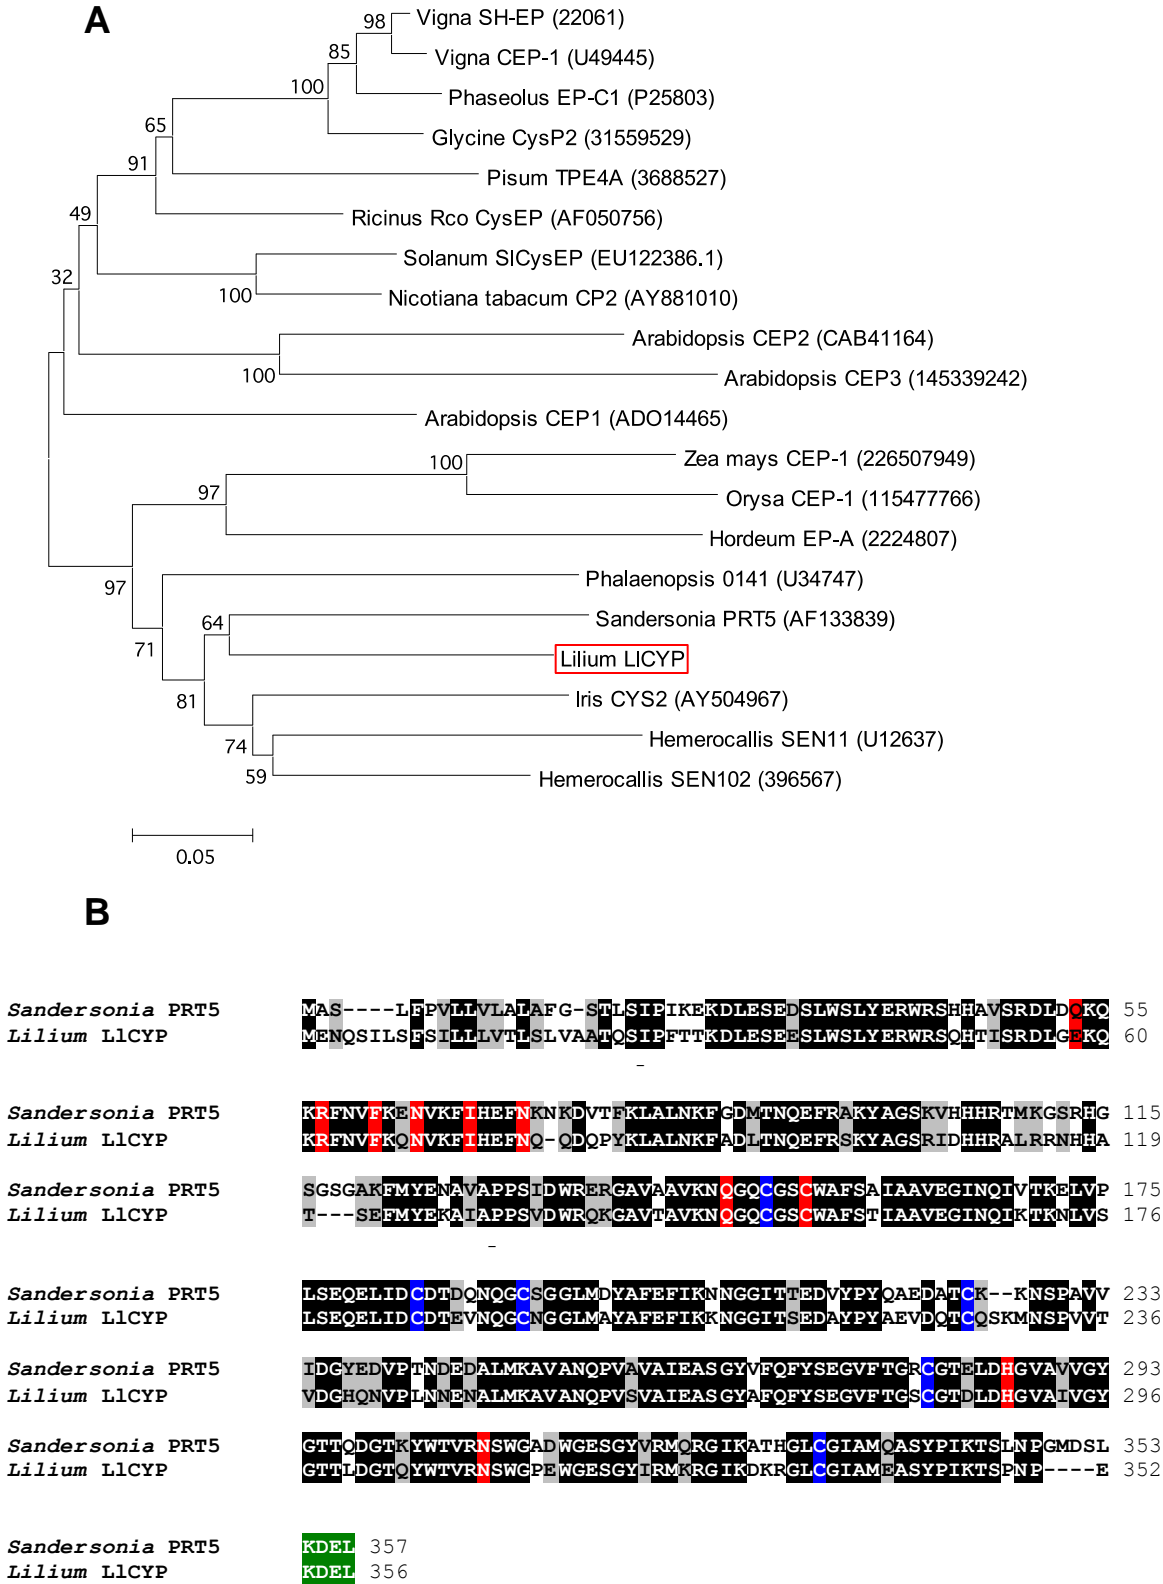 A
98 Vigna SH-EP (22061)
85 Vigna CEP-1 (U49445)
100 Phaseolus EP-C1 (P25803)
65 Glycine CysP2 (31559529)
91 Pisum TPE4A (3688527)
49 Ricinus Rco CysEP (AF050756)
Solanum SlCysEP (EU122386.1)
32
100 Nicotiana tabacum CP2 (AY881010)
Arabidopsis CEP2 (CAB41164)
100 Arabidopsis CEP3 (145339242)
Arabidopsis CEP1 (ADO14465)
100 Zea mays CEP-1 (226507949)
97 Orysa CEP-1 (115477766)
Hordeum EP-A (2224807)
97 Phalaenopsis 0141 (U34747)
64 Sandersonia PRT5 (AF133839)
71 Lilium LlCYP
81 Iris CYS2 (AY504967)
74 Hemerocallis SEN11 (U12637)
59 Hemerocallis SEN102 (396567)
0.05
B
Sandersonia PRT5 MAS----LFPVLLVLALAFG-STLSIPIKEKDLESEDSLWSLYERWRSHHAVSRDLDQKQ 55
Lilium LlCYP MENQSILSFSILLLVTLSLVAATQSIPFTTKDLESEESLWSLYERWRSQHTISRDLGEKQ 60
Sandersonia PRT5 KRFNVFKENVKFIHEFNKNKDVTFKLALNKFGDMTNQEFRAKYAGSKVHHHRTMKGSRHG 115
Lilium LlCYP KRFNVFKQNVKFIHEFNQ-QDQPYKLALNKFADLTNQEFRSKYAGSRIDHHRALRRNHHA 119
Sandersonia PRT5 SGSGAKFMYENAVAPPSIDWRERGAVAAVKNQGQCGSCWAFSAIAAVEGINQIVTKELVP 175
Lilium LlCYP T---SEFMYEKAIAPPSVDWRQKGAVTAVKNQGQCGSCWAFSTIAAVEGINQIKTKNLVS 176
Sandersonia PRT5 LSEQELIDCDTDQNQGCSGGLMDYAFEFIKNNGGITTEDVYPYQAEDATCK--KNSPAVV 233
Lilium LlCYP LSEQELIDCDTEVNQGCNGGLMAYAFEFIKKNGGITSEDAYPYAEVDQTCQSKMNSPVVT 236
Sandersonia PRT5 IDGYEDVPTNDEDALMKAVANQPVAVAIEASGYVFQFYSEGVFTGRCGTELDHGVAVVGY 293
Lilium LlCYP VDGHQNVPLNNENALMKAVANQPVSVAIEASGYAFQFYSEGVFTGSCGTDLDHGVAIVGY 296
Sandersonia PRT5 GTTQDGTKYWTVRNSWGADWGESGYVRMQRGIKATHGLCGIAMQASYPIKTSLNPGMDSL 353
Lilium LlCYP GTTLDGTQYWTVRNSWGPEWGESGYIRMKRGIKDKRGLCGIAMEASYPIKTSPNP----E 352
Sandersonia PRT5 KDEL 357
Lilium LlCYP KDEL 356